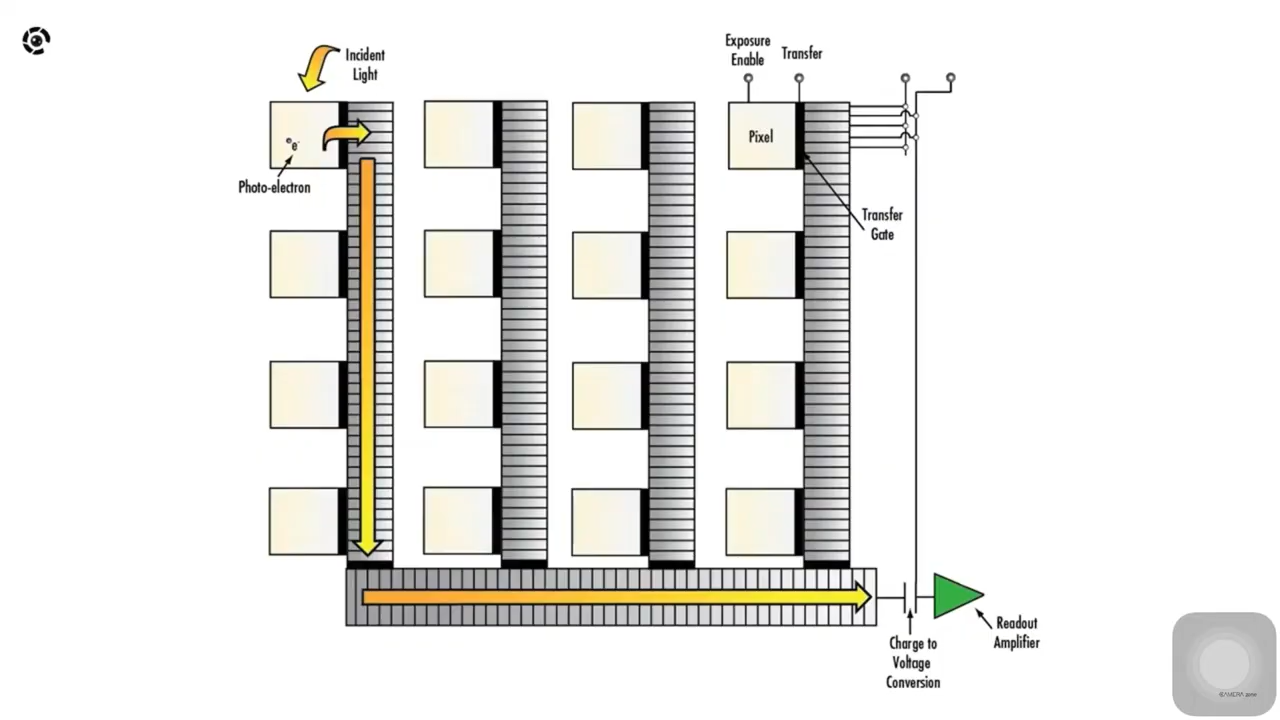 Incident
Light
Exposure
Enable
Transfer
e-
Pixel
Photo-electron
Transfer
Gate
Charge to
Voltage
Conversion
Readout
Amplifier